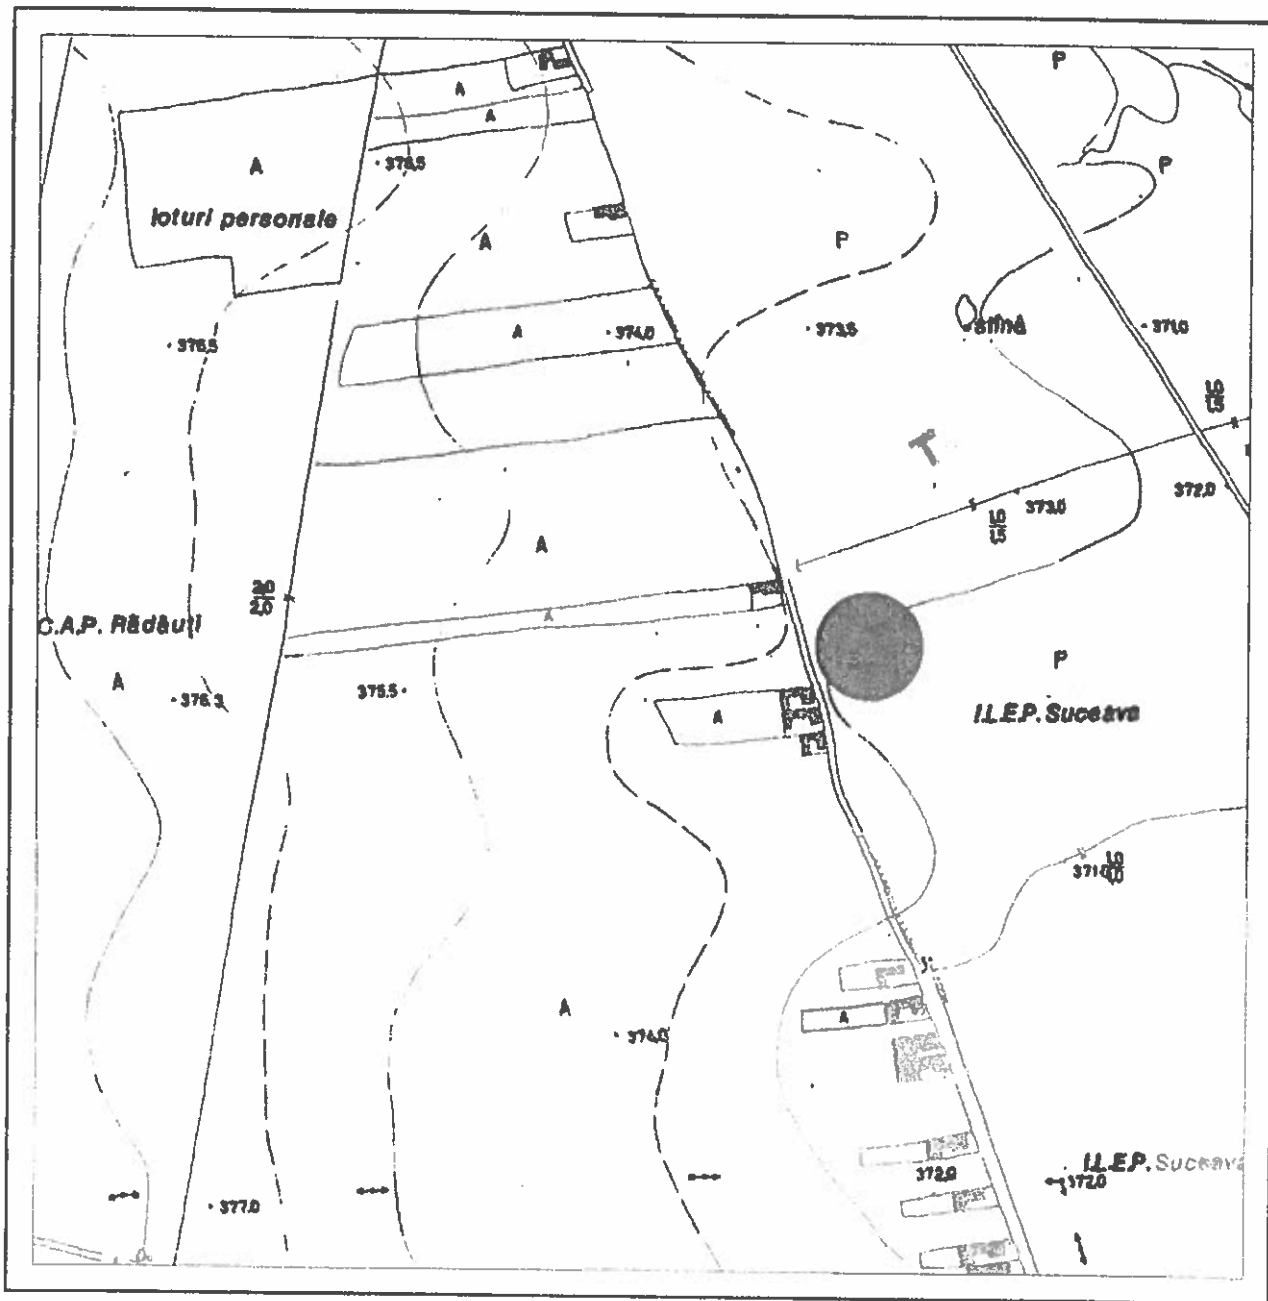 P
A
A
P
A
376,5
P
loturi personale
A
P
376,5
A
374,0
373,5
stînă
371,0
1,0
1,5
373,0
372,0
1,0
1,5
A
2,0
2,0
A
C.A.P. Rădăuți
A
376,3
375,5
P
A
I.L.E.P. Suceava
371,0
1,0
1,0
A
374,0
A
372,0
I.L.E.P. Suceava
372,0
377,0